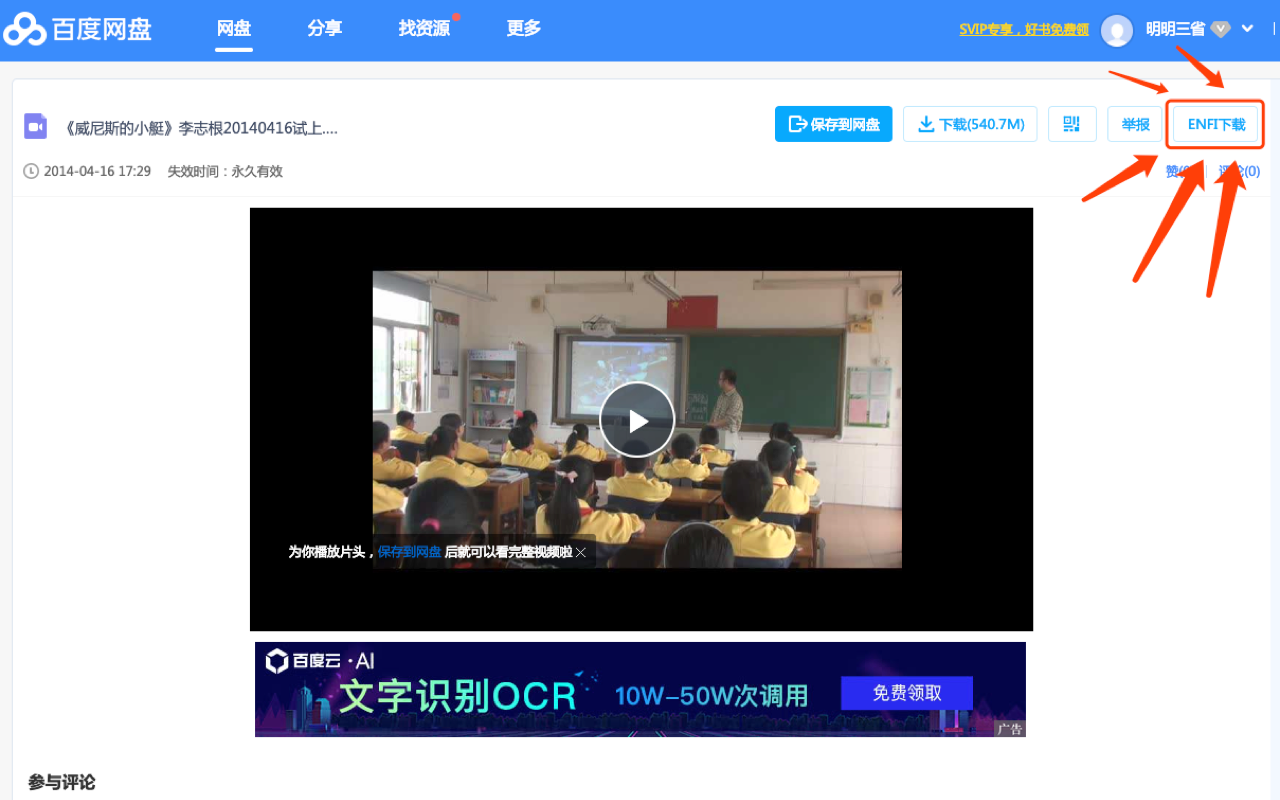 百度网盘 网盘 分享 找资源 更多 SVIP专享，好书免费领 明明三省
《威尼斯的小艇》李志根20140416试上.... 保存到网盘 下载(540.7M) 举报 ENFI下载
2014-04-16 17:29 失效时间：永久有效 赞 (0)
为你播放片头，保存到网盘 后就可以看完整视频啦
百度云·AI
文字识别OCR 10W-50W次调用 免费领取
广告
参与评论